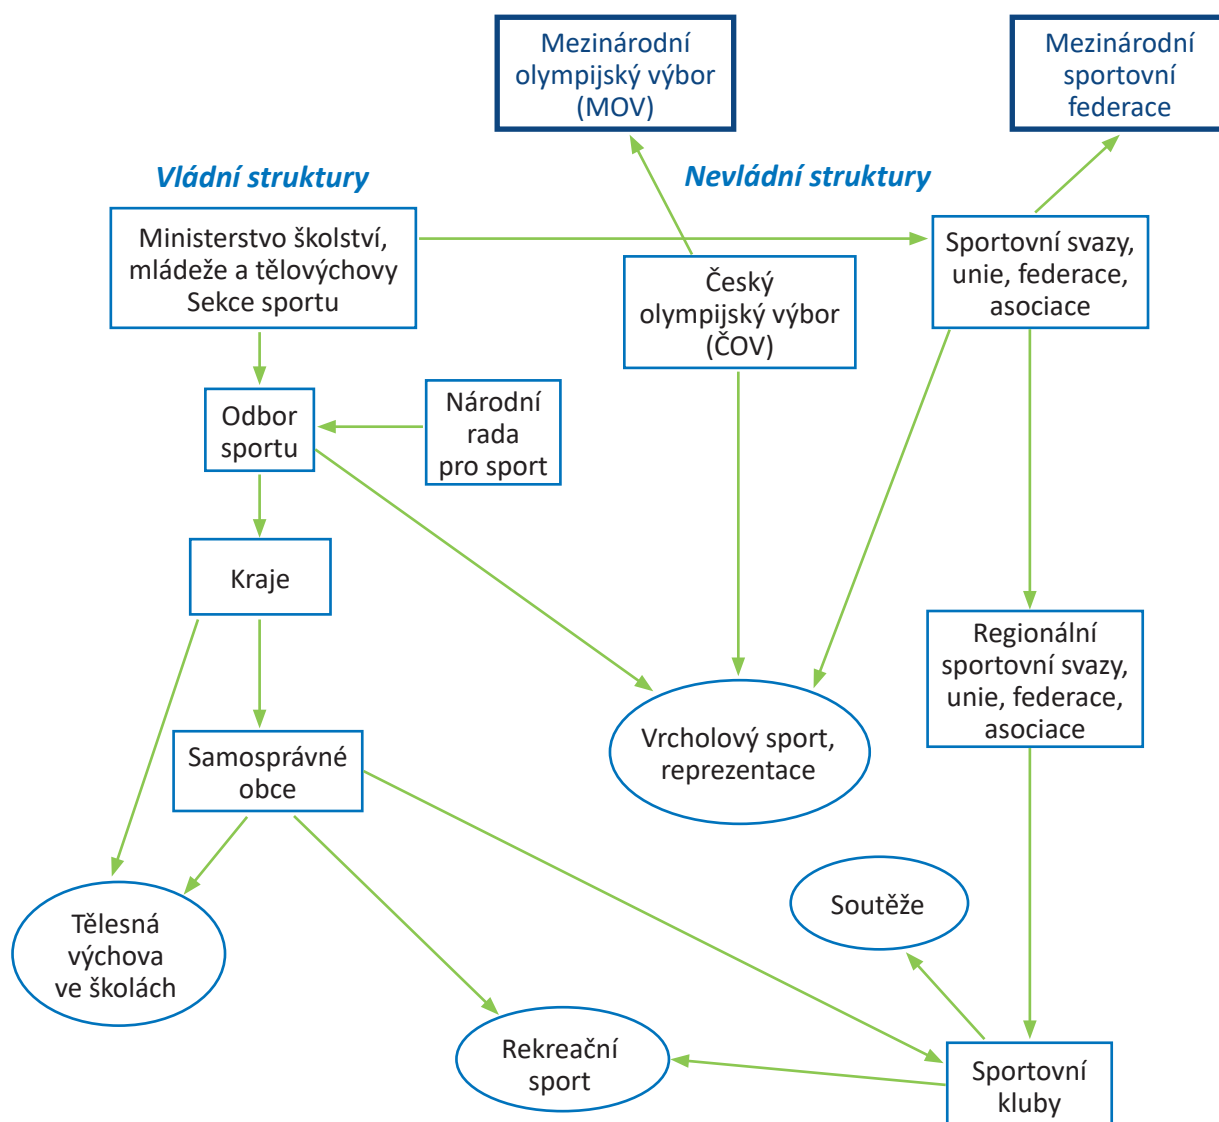 Mezinárodní
olympijský výbor
(MOV)
Mezinárodní
sportovní
federace
Vládní struktury
Nevládní struktury
Ministerstvo školství,
mládeže a tělovýchovy
Sekce sportu
Český
olympijský výbor
(ČOV)
Sportovní svazy,
unie, federace,
asociace
Odbor
sportu
Národní
rada
pro sport
Kraje
Regionální
sportovní svazy,
unie, federace,
asociace
Samosprávné
obce
Vrcholový sport,
reprezentace
Tělesná
výchova
ve školách
Soutěže
Rekreační
sport
Sportovní
kluby